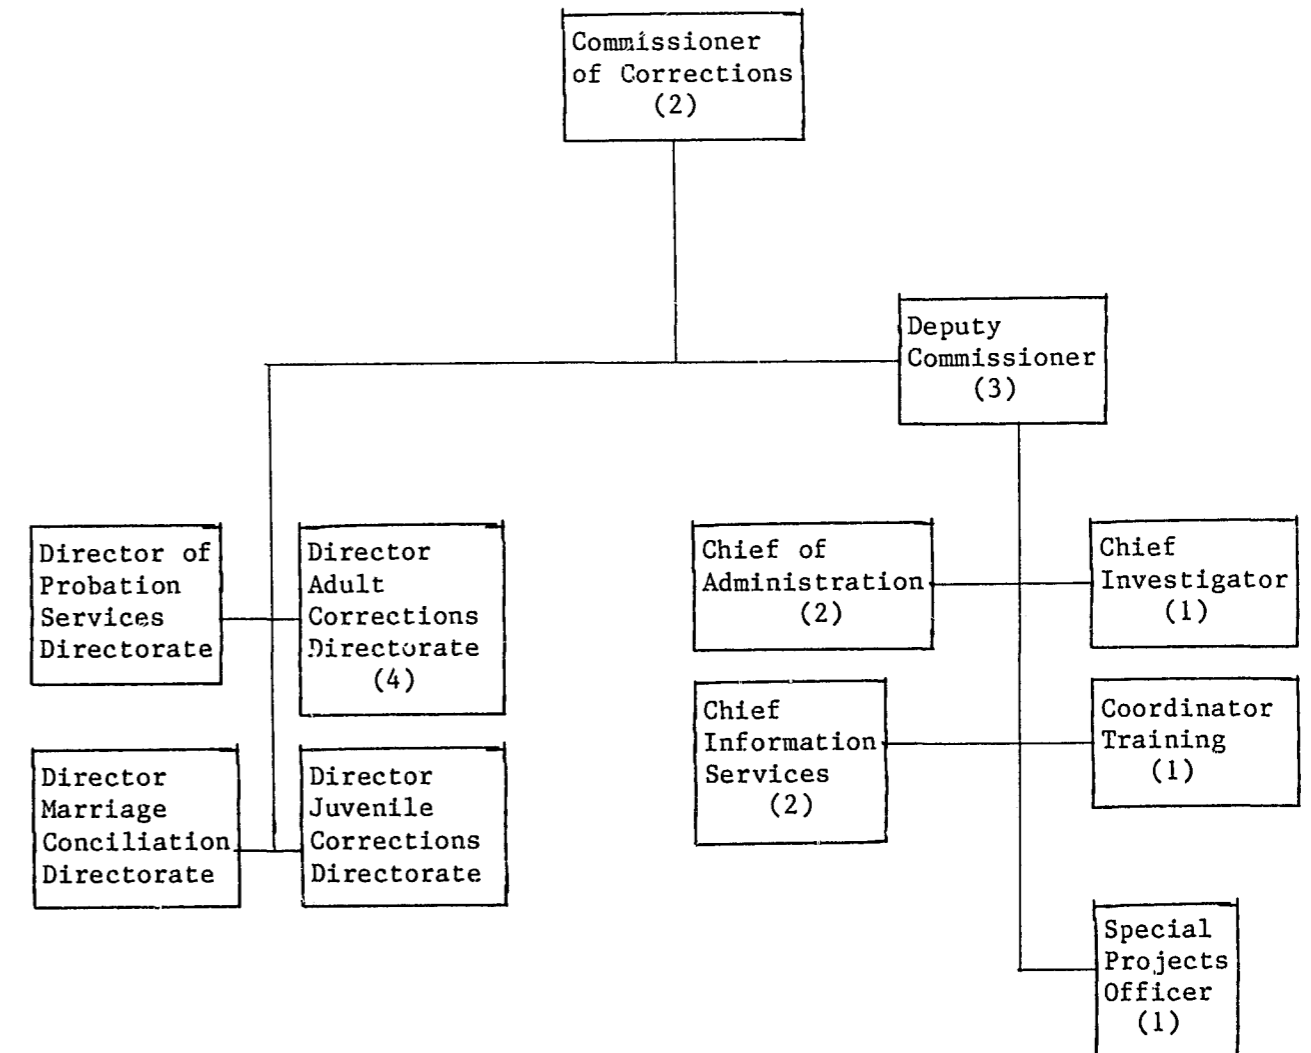 Commissioner
of Corrections
(2)
Deputy
Commissioner
(3)
Director of
Probation
Services
Directorate
Director
Adult
Corrections
Directorate
(4)
Chief of
Administration
(2)
Chief
Investigator
(1)
Director
Marriage
Conciliation
Directorate
Director
Juvenile
Corrections
Directorate
Chief
Information
Services
(2)
Coordinator
Training
(1)
Special
Projects
Officer
(1)